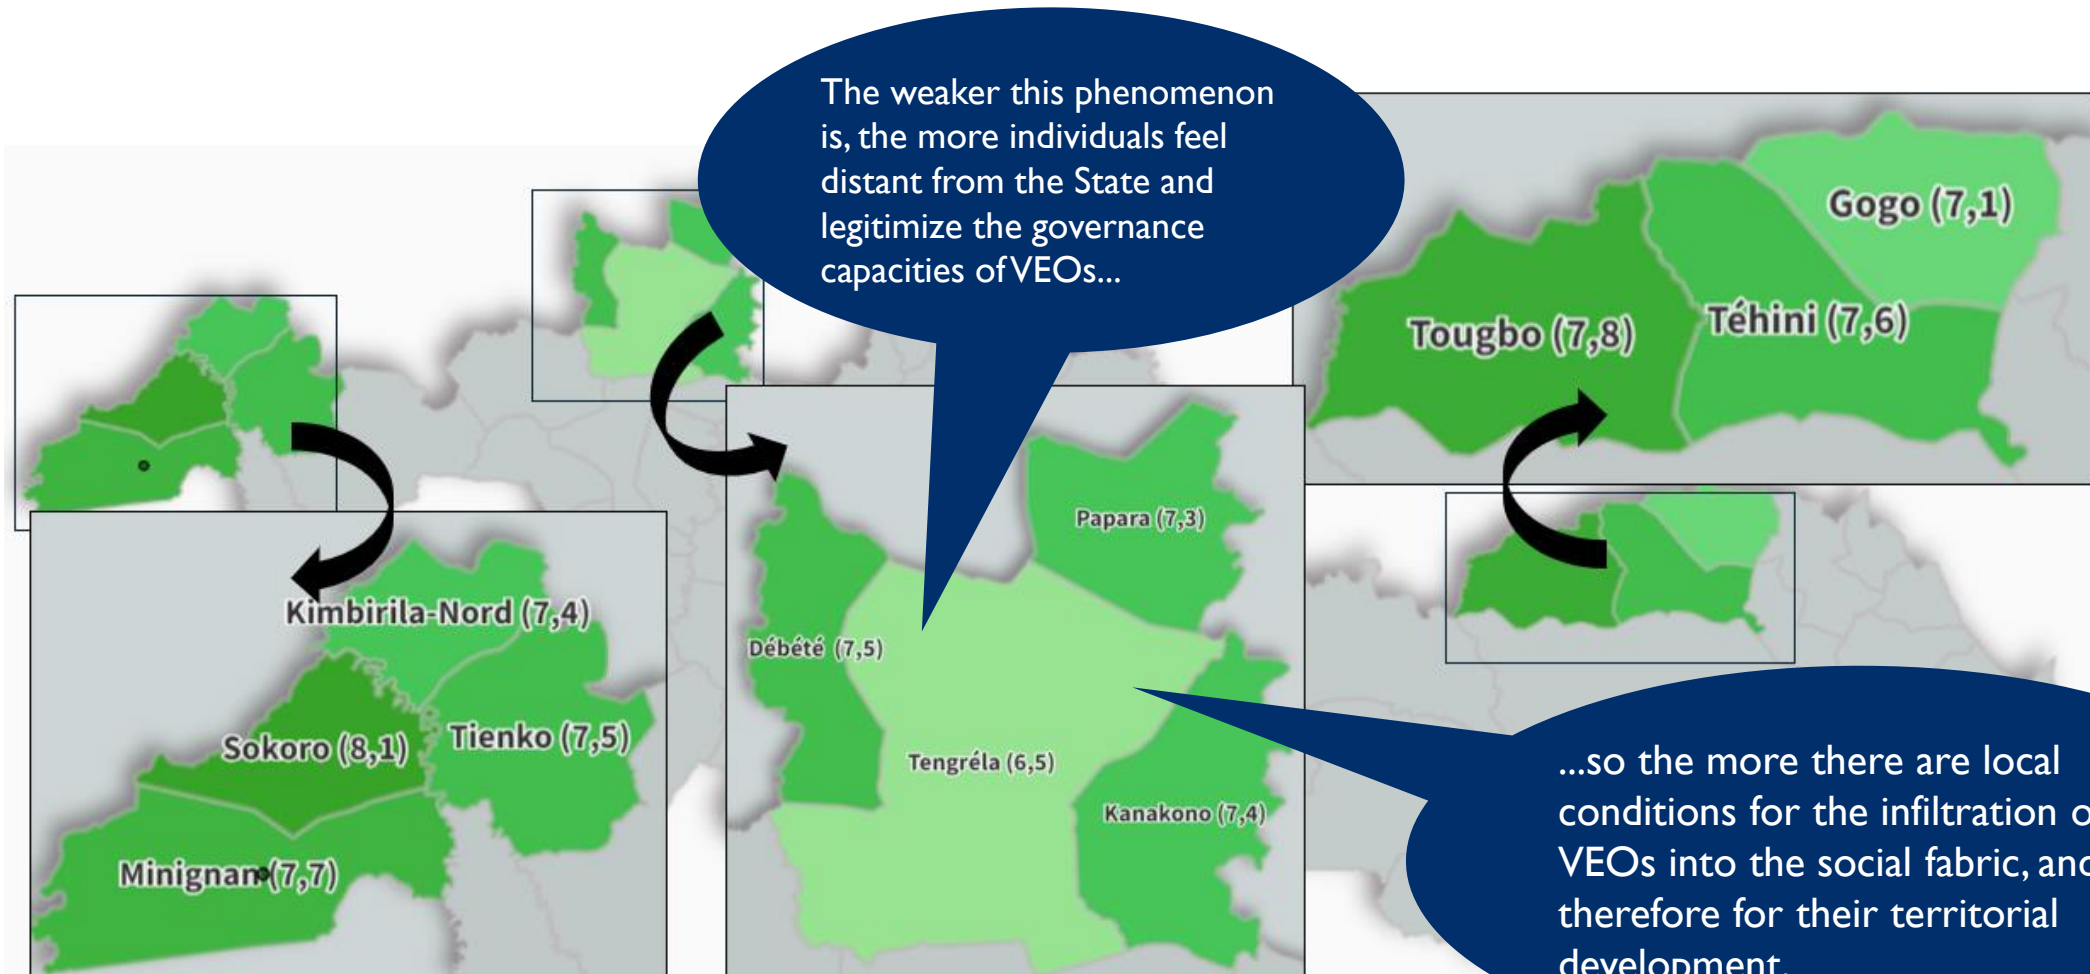 The weaker this phenomenon
is, the more individuals feel
distant from the State and
legitimize the governance
capacities of VEOs...
Gogo (7,1)
Tougbo (7,8)
Téhini (7,6)
Papara (7,3)
Débété (7,5)
Tengréla (6,5)
Kanakono (7,4)
Kimbirila-Nord (7,4)
Sokoro (8,1)
Tienko (7,5)
Minignan (7,7)
...so the more there are local
conditions for the infiltration
VEOs into the social fabric,
therefore for their territorial
development.